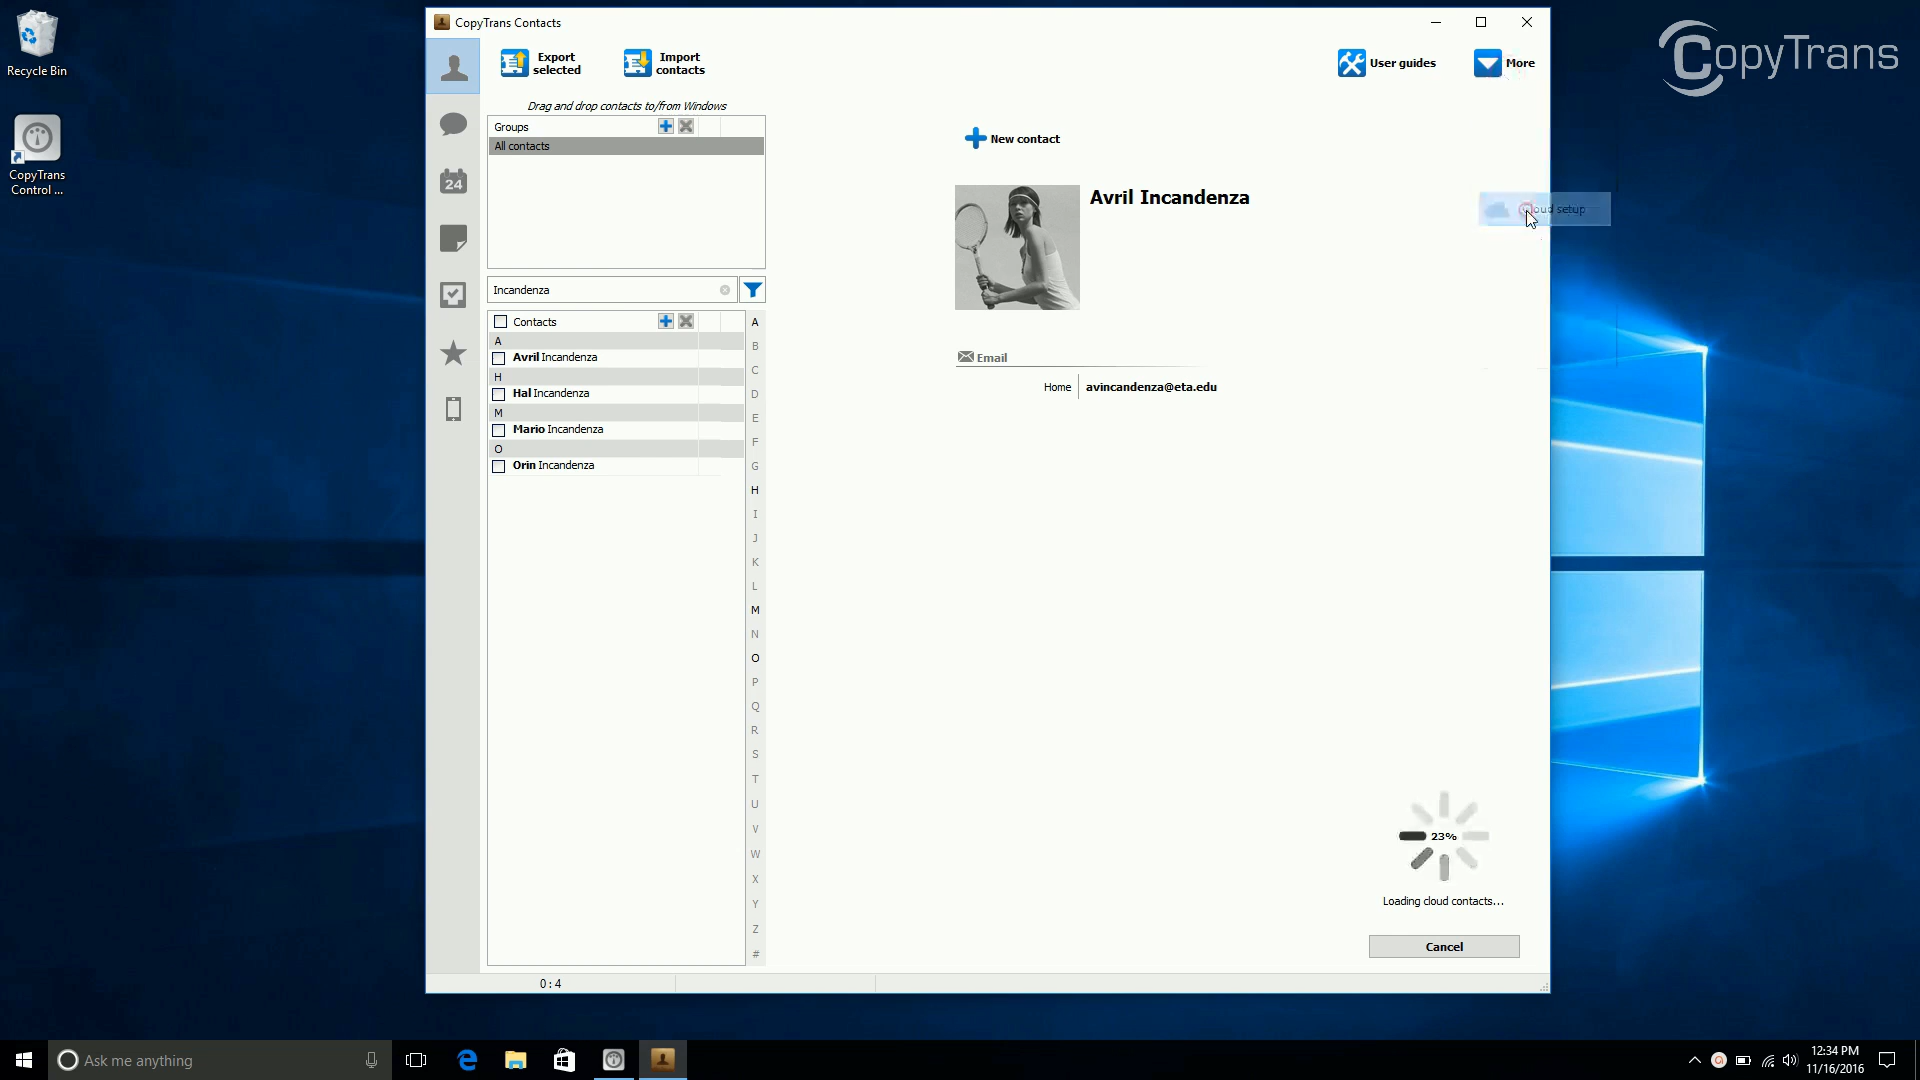 Recycle Bin
CopyTrans
Control ...
CopyTrans Contacts
Export
selected
Import
contacts
User guides
More
CopyTrans
Drag and drop contacts to/from Windows
Groups
All contacts
24
Incandenza
Contacts
A
Avril Incandenza
H
Hal Incandenza
M
Mario Incandenza
O
Orin Incandenza
A
B
C
D
E
F
G
H
I
J
K
L
M
N
O
P
Q
R
S
T
U
V
W
X
Y
Z
#
New contact
Avril Incandenza
Cloud setup
Email
Home avincandenza@eta.edu
23%
Loading cloud contacts...
Cancel
0 : 4
Ask me anything
12:34 PM
11/16/2016